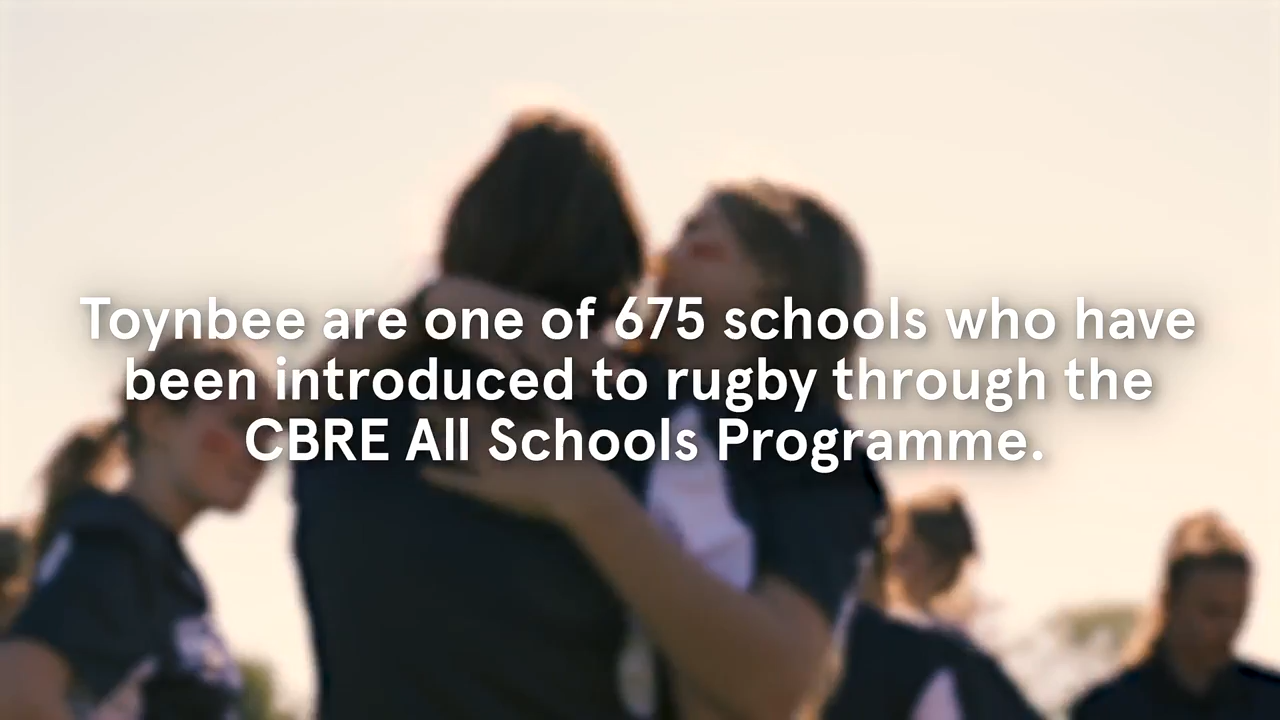 Toynbee are one of 675 schools who have
been introduced to rugby through the
CBRE All Schools Programme.